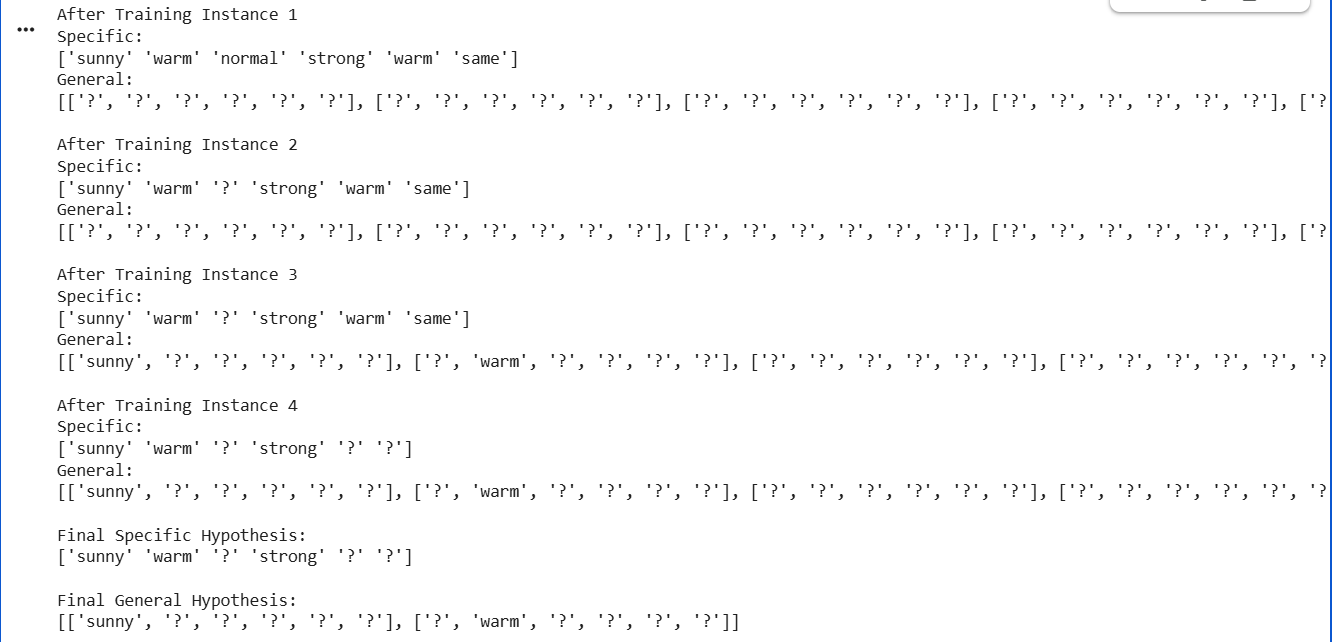 After Training Instance 1
Specific:
['sunny' 'warm' 'normal' 'strong' 'warm' 'same']
General:
[['?', '?', '?', '?', '?', '?'], ['?', '?', '?', '?', '?', '?'], ['?', '?', '?', '?', '?', '?'], ['?', '?', '?', '?', '?', '?'], ['?
After Training Instance 2
Specific:
['sunny' 'warm' '?' 'strong' 'warm' 'same']
General:
[['?', '?', '?', '?', '?', '?'], ['?', '?', '?', '?', '?', '?'], ['?', '?', '?', '?', '?', '?'], ['?', '?', '?', '?', '?', '?'], ['?
After Training Instance 3
Specific:
['sunny' 'warm' '?' 'strong' 'warm' 'same']
General:
[['sunny', '?', '?', '?', '?', '?'], ['?', 'warm', '?', '?', '?', '?'], ['?', '?', '?', '?', '?', '?'], ['?', '?', '?', '?', '?', '?
After Training Instance 4
Specific:
['sunny' 'warm' '?' 'strong' '?' '?']
General:
[['sunny', '?', '?', '?', '?', '?'], ['?', 'warm', '?', '?', '?', '?'], ['?', '?', '?', '?', '?', '?'], ['?', '?', '?', '?', '?', '?
Final Specific Hypothesis:
['sunny' 'warm' '?' 'strong' '?' '?']
Final General Hypothesis:
[['sunny', '?', '?', '?', '?', '?'], ['?', 'warm', '?', '?', '?', '?']]